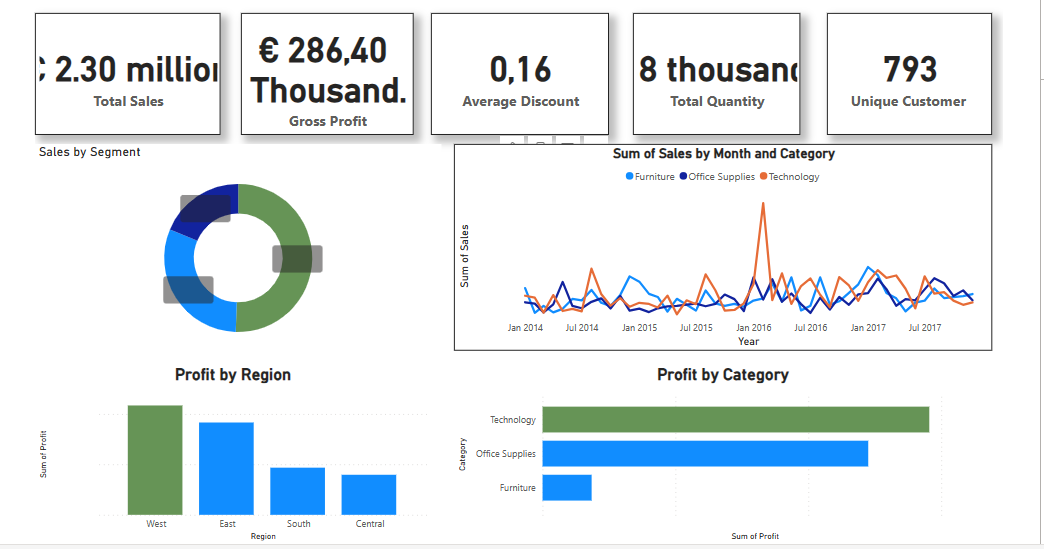 € 2.30 million
Total Sales
€ 286,40
Thousand.
Gross Profit
0,16
Average Discount
8 thousand
Total Quantity
793
Unique Customer
Sales by Segment
Sum of Sales by Month and Category
Furniture Office Supplies Technology
Sum of Sales
Jan 2014 Jul 2014 Jan 2015 Jul 2015 Jan 2016 Jul 2016 Jan 2017 Jul 2017
Year
Profit by Region
Sum of Profit
West East South Central
Region
Profit by Category
Category
Technology
Office Supplies
Furniture
Sum of Profit